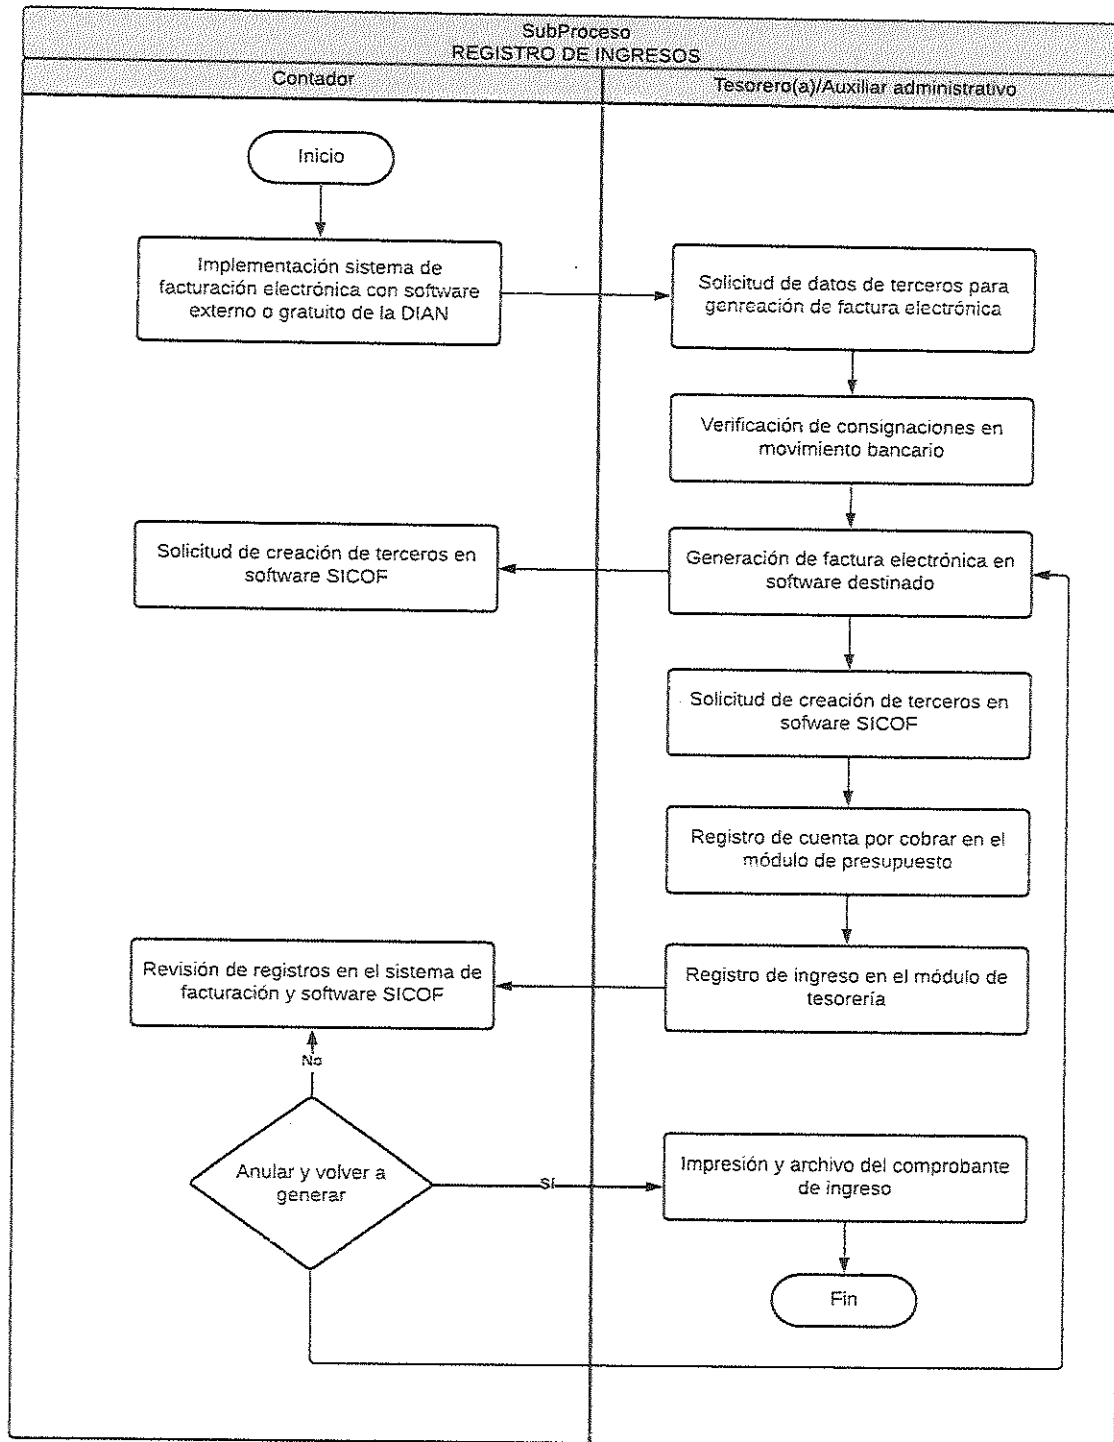 SubProceso
REGISTRO DE INGRESOS
Contador
Tesorero(a)/Auxiliar administrativo
Inicio
Implementación sistema de
facturación electrónica con software
externo o gratuito de la DIAN
Solicitud de datos de terceros para
genreación de factura electrónica
Verificación de consignaciones en
movimiento bancario
Solicitud de creación de terceros en
software SICOF
Generación de factura electrónica en
software destinado
Solicitud de creación de terceros en
sofware SICOF
Registro de cuenta por cobrar en el
módulo de presupuesto
Revisión de registros en el sistema de
facturación y software SICOF
Registro de ingreso en el módulo de
tesorería
No
Anular y volver a
generar
Sí
Impresión y archivo del comprobante
de ingreso
Fin